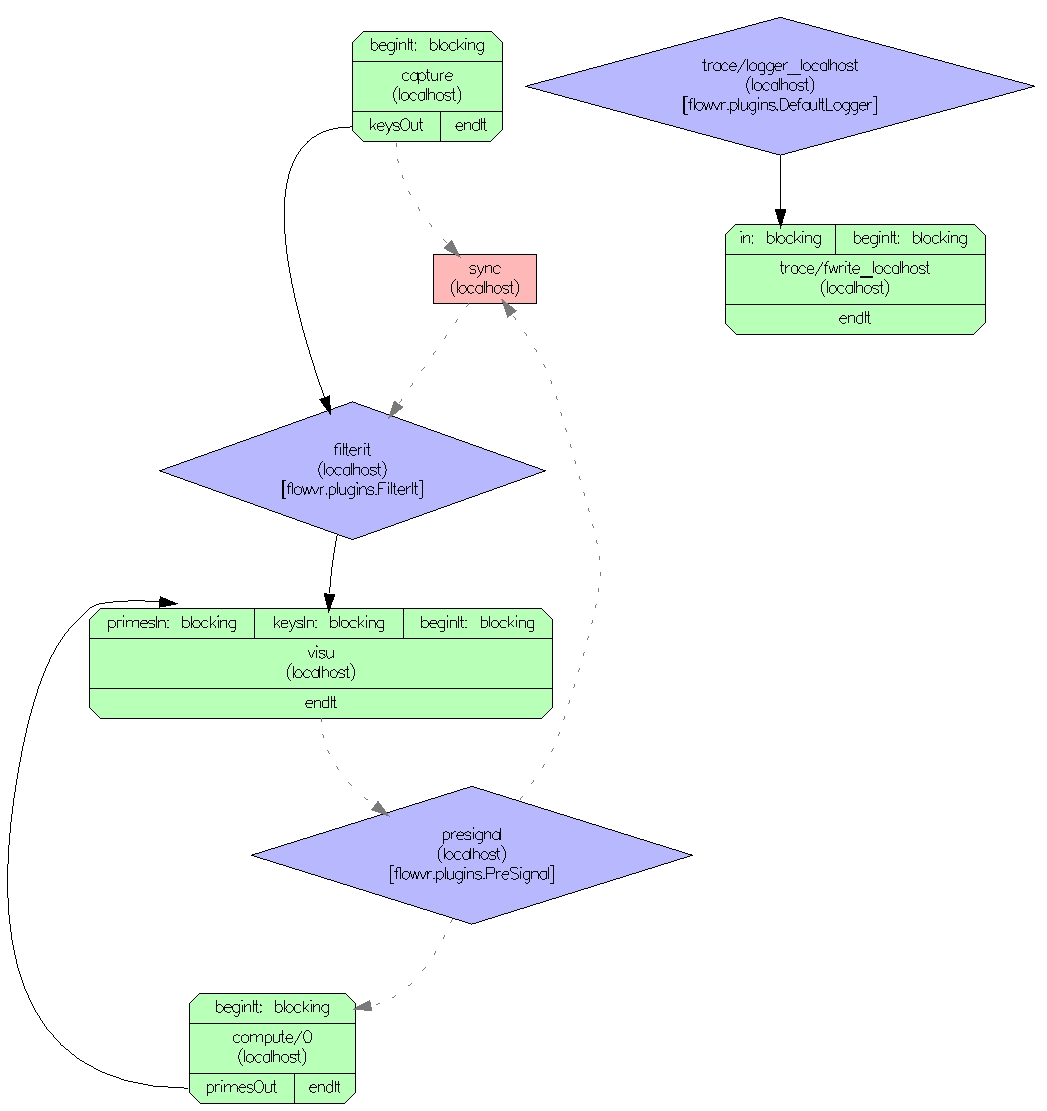 beginIt: blocking
capture
(localhost)
keysOut endIt
trace/logger_localhost
(localhost)
[flowvr.plugins.DefaultLogger]
in: blocking beginIt: blocking
trace/fwrite_localhost
(localhost)
endIt
sync
(localhost)
filterit
(localhost)
[flowvr.plugins.FilterIt]
primesIn: blocking keysIn: blocking beginIt: blocking
visu
(localhost)
endIt
presignal
(localhost)
[flowvr.plugins.PreSignal]
beginIt: blocking
compute/0
(localhost)
primesOut endIt